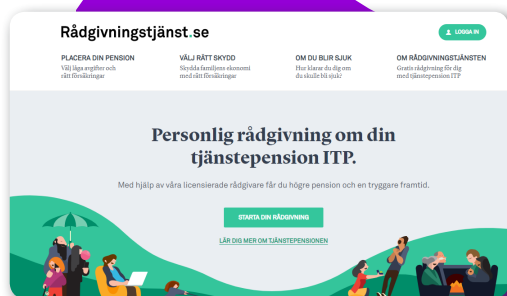 Rådgivningstjänst.se
LOGGA IN
PLACERA DIN PENSION
Välj låga avgifter och
rätt försäkringar
VÄLJ RÄTT SKYDD
Skydda familjens ekonomi
med rätt försäkringar
OM DU BLIR SJUK
Hur klarar du dig om
du skulle bli sjuk?
OM RÅDGIVNINGSTJÄNSTEN
Gratis rådgivning för dig
med tjänstepension ITP
Personlig rådgivning om din
tjänstepension ITP.
Med hjälp av våra licensierade rådgivare får du högre pension och en tryggare framtid.
STARTA DIN RÅDGIVNING
LÄR DIG MER OM TJÄNSTEPENSIONEN